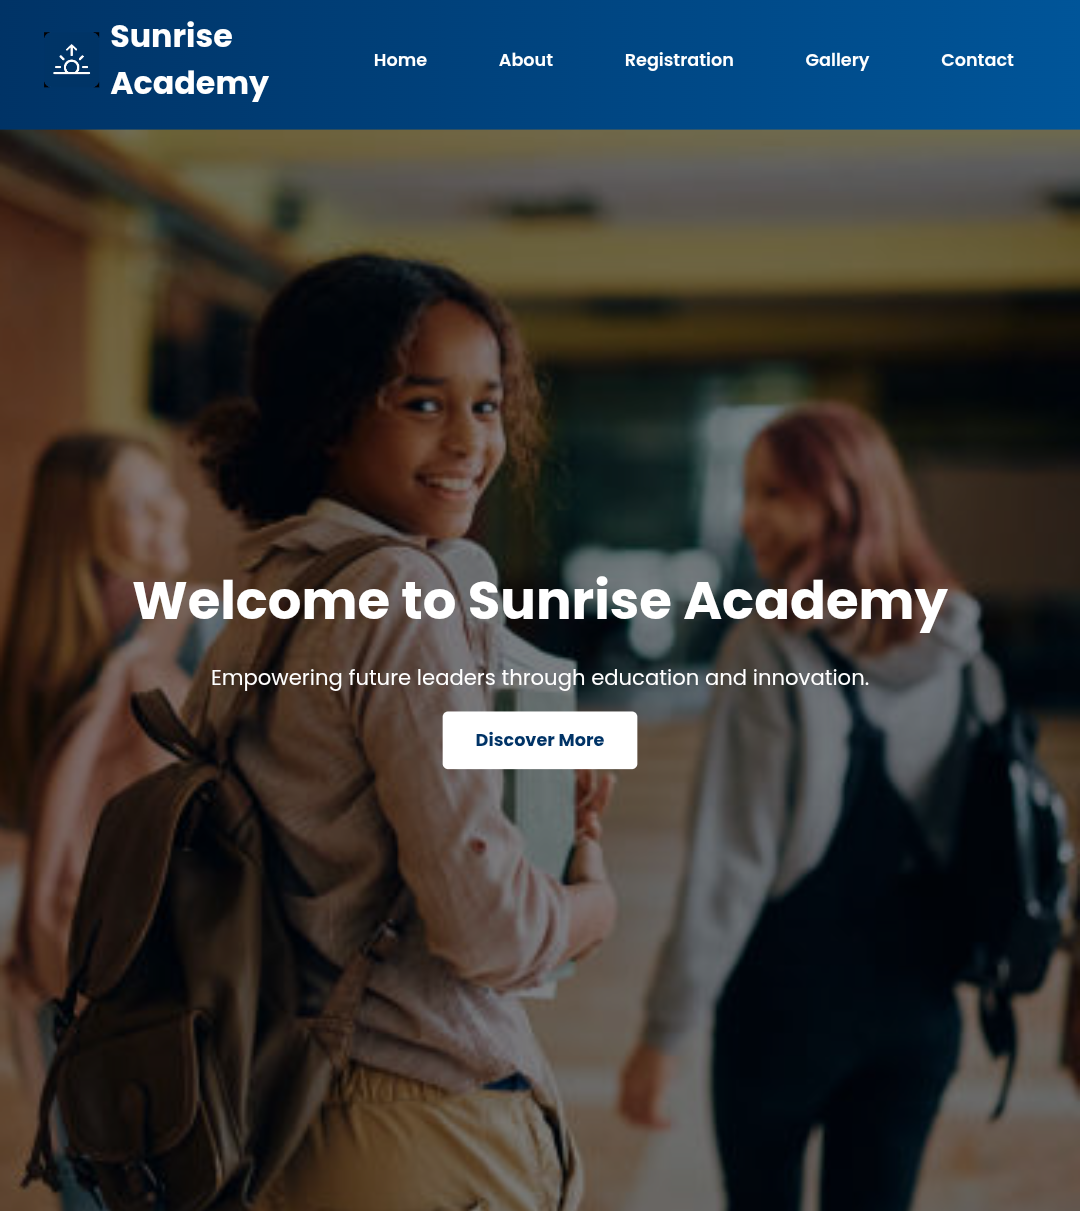 Sunrise
Academy
Home About Registration Gallery Contact
Welcome to Sunrise Academy
Empowering future leaders through education and innovation.
Discover More